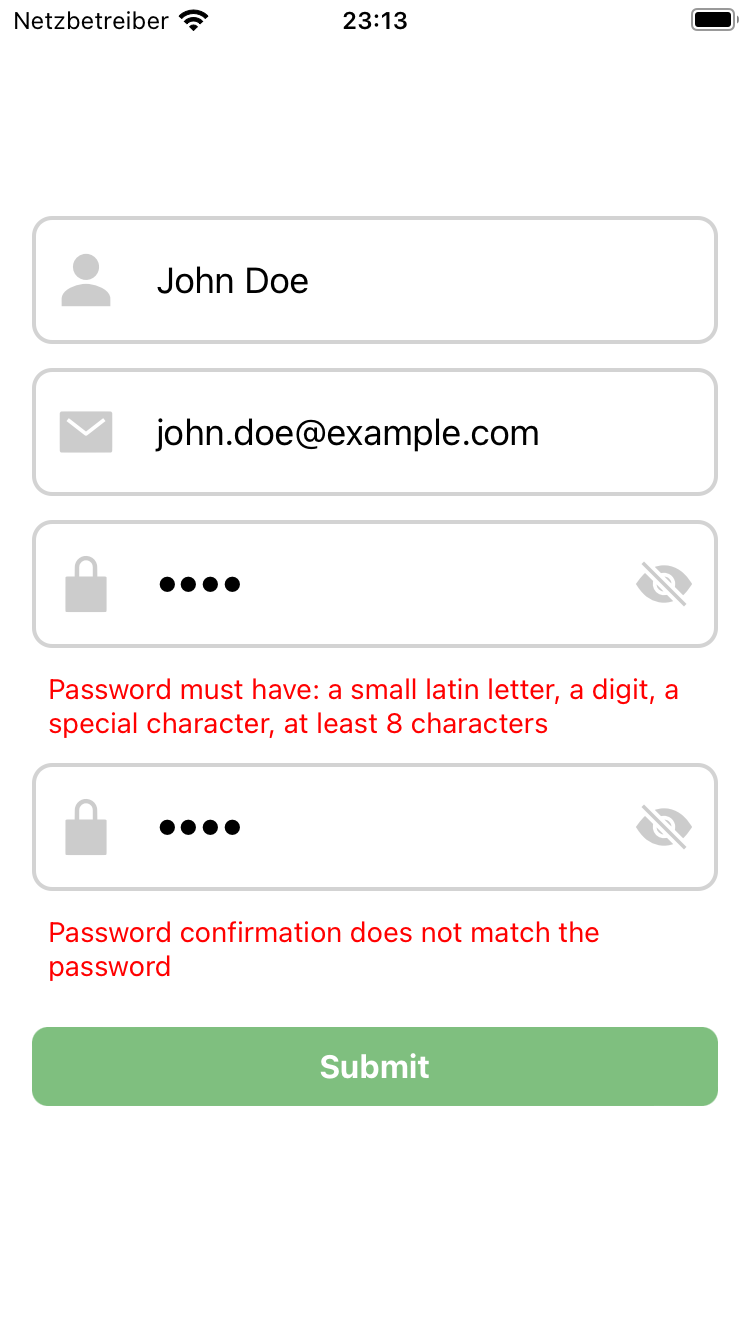 Netzbetreiber 23:13
John Doe
john.doe@example.com
••••
Password must have: a small latin letter, a digit, a
special character, at least 8 characters
••••
Password confirmation does not match the
password
Submit